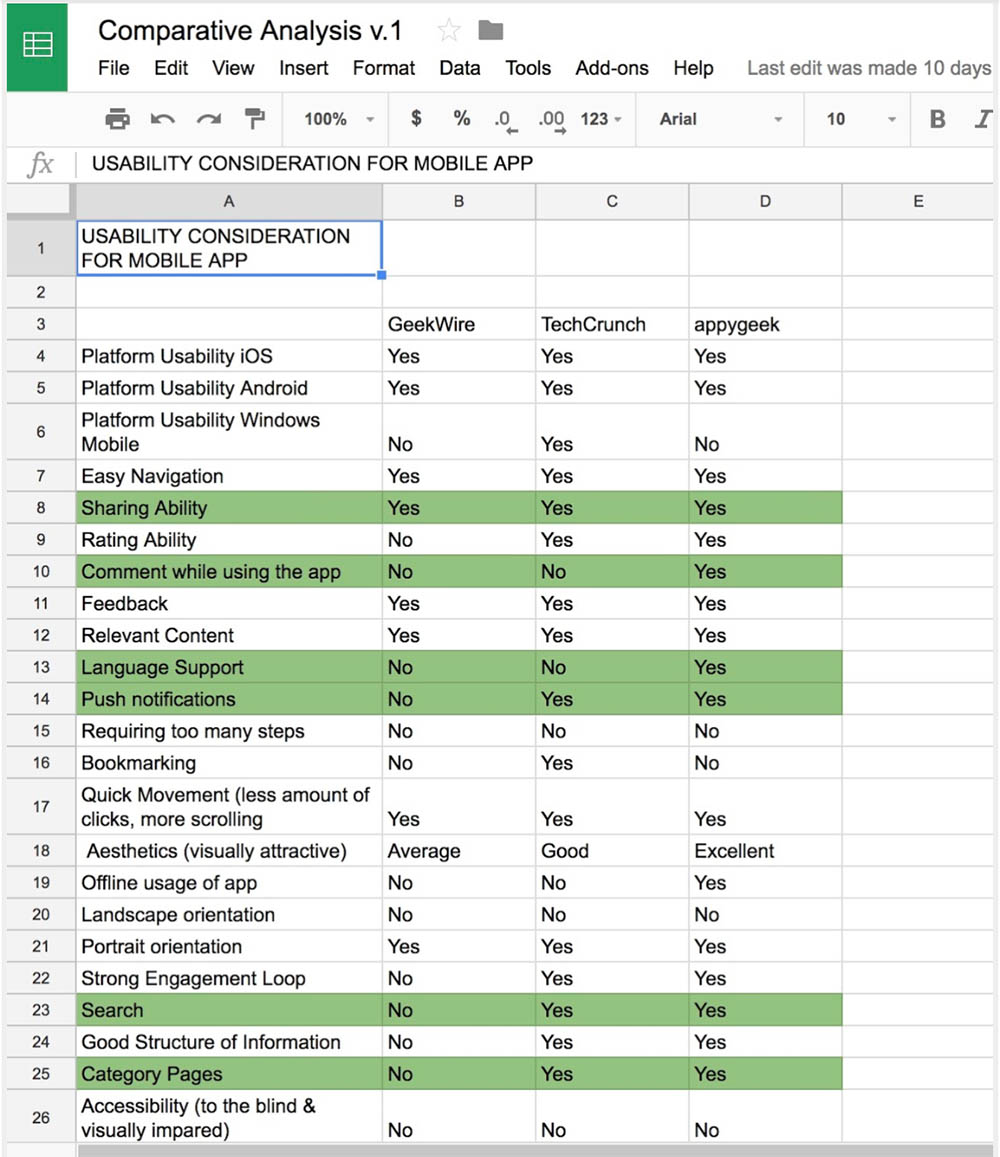 Comparative Analysis v.1
File Edit View Insert Format Data Tools Add-ons Help Last edit was made 10 days
100% $ % .0 .00 123 Arial 10 B I
fx USABILITY CONSIDERATION FOR MOBILE APP
A B C D E
1 USABILITY CONSIDERATION
FOR MOBILE APP
2
3 GeekWire TechCrunch appygeek
4 Platform Usability iOS Yes Yes Yes
5 Platform Usability Android Yes Yes Yes
6 Platform Usability Windows
Mobile No Yes No
7 Easy Navigation Yes Yes Yes
8 Sharing Ability Yes Yes Yes
9 Rating Ability No Yes Yes
10 Comment while using the app No No Yes
11 Feedback Yes Yes Yes
12 Relevant Content Yes Yes Yes
13 Language Support No No Yes
14 Push notifications No Yes Yes
15 Requiring too many steps No No No
16 Bookmarking No Yes No
17 Quick Movement (less amount of
clicks, more scrolling Yes Yes Yes
18 Aesthetics (visually attractive) Average Good Excellent
19 Offline usage of app No No Yes
20 Landscape orientation No No No
21 Portrait orientation Yes Yes Yes
22 Strong Engagement Loop No Yes Yes
23 Search No Yes Yes
24 Good Structure of Information No Yes Yes
25 Category Pages No Yes Yes
26 Accessibility (to the blind &
visually impared) No No No